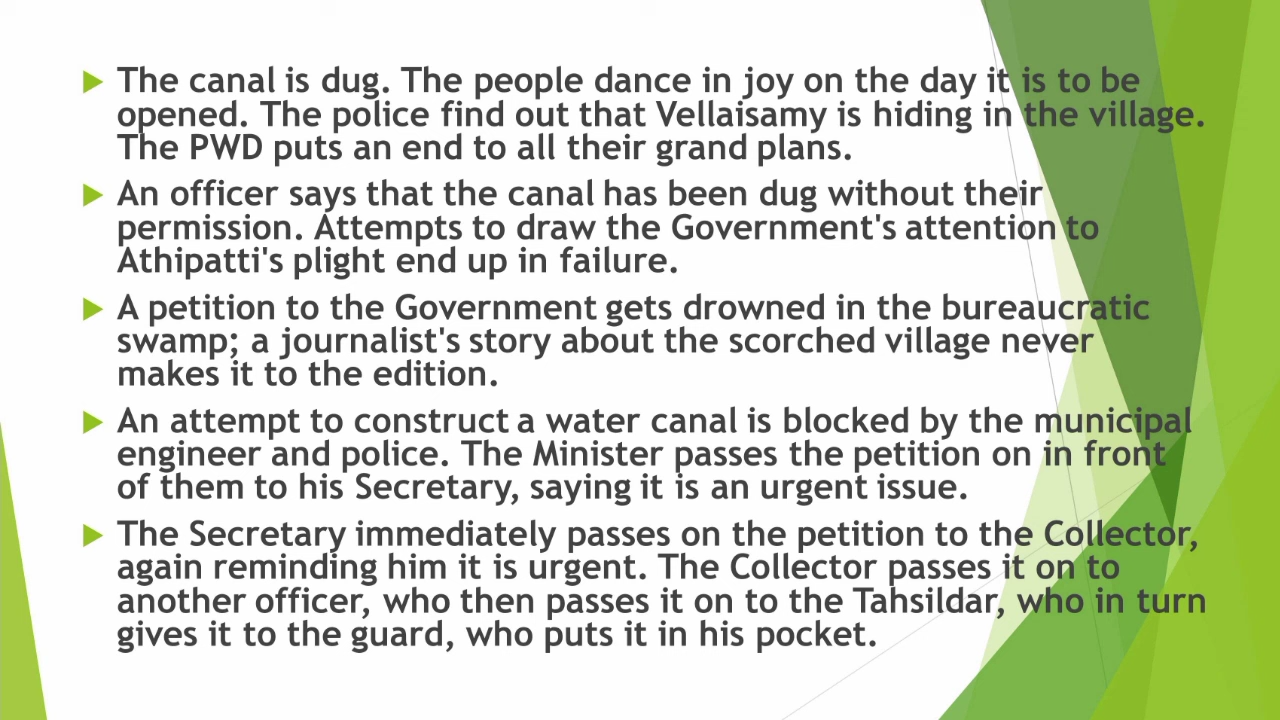 The canal is dug. The people dance in joy on the day it is to be
opened. The police find out that Vellaisamy is hiding in the village.
The PWD puts an end to all their grand plans.
An officer says that the canal has been dug without their
permission. Attempts to draw the Government's attention to
Athipatti's plight end up in failure.
A petition to the Government gets drowned in the bureaucratic
swamp; a journalist's story about the scorched village never
makes it to the edition.
An attempt to construct a water canal is blocked by the municipal
engineer and police. The Minister passes the petition on in front
of them to his Secretary, saying it is an urgent issue.
The Secretary immediately passes on the petition to the Collector,
again reminding him it is urgent. The Collector passes it on to
another officer, who then passes it on to the Tahsildar, who in turn
gives it to the guard, who puts it in his pocket.